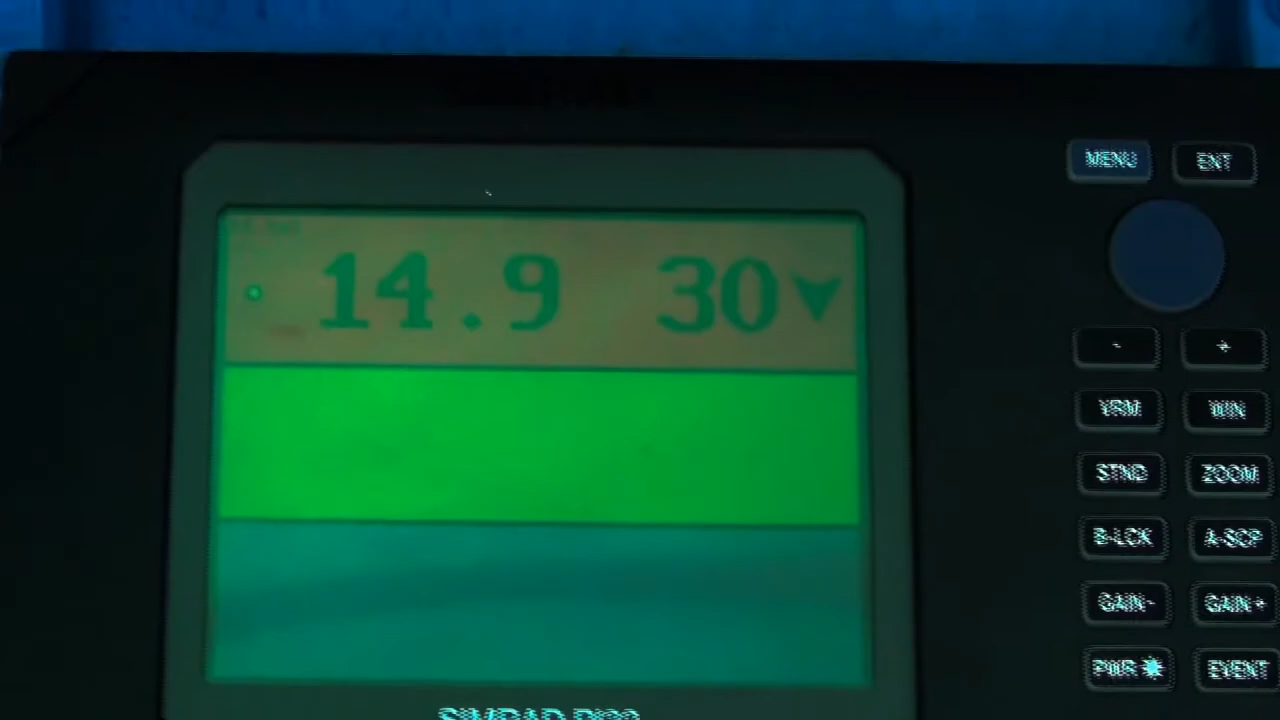 14.9 30
MENU ENT
- +
VRM WIN
STND ZOOM
B-LCK A-SCP
GAIN- GAIN+
PWR EVENT